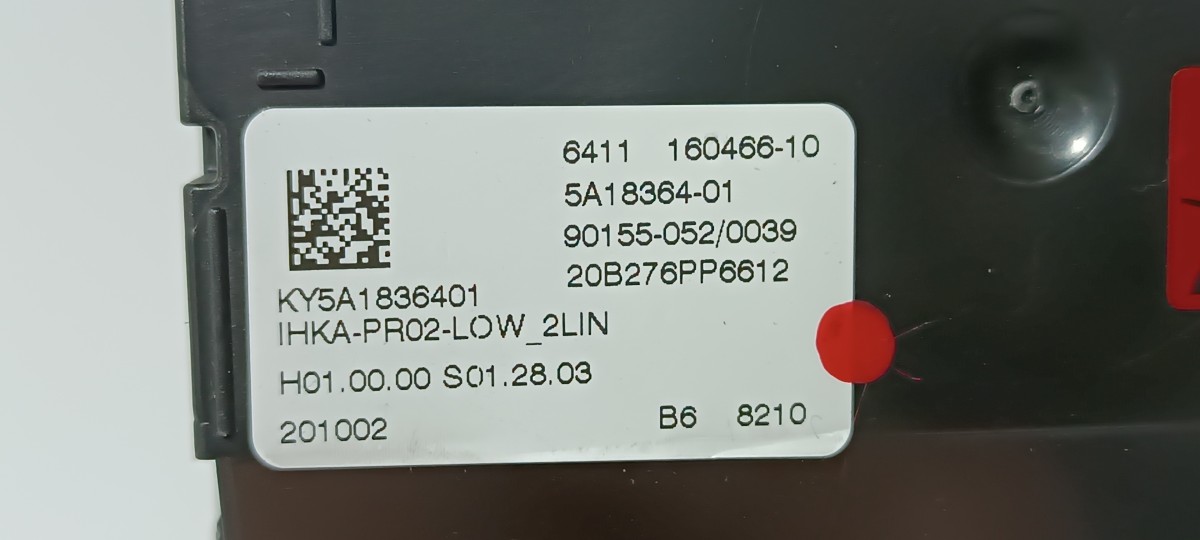 6411 160466-10
5A18364-01
90155-052/0039
20B276PP6612
KY5A1836401
IHKA-PR02-LOW_2LIN
H01.00.00 S01.28.03
201002 B6 8210